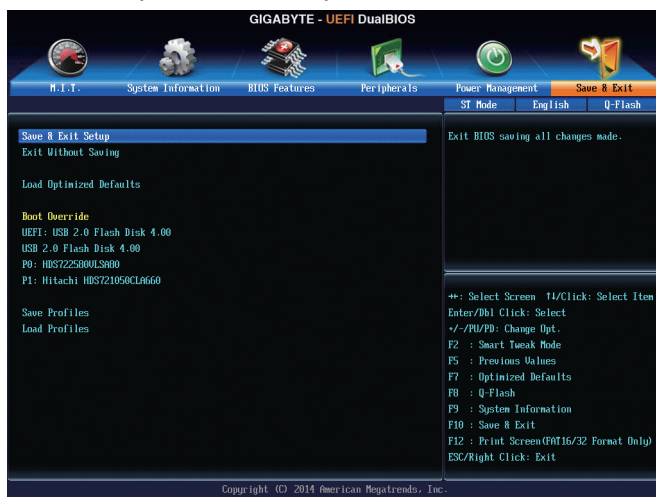 GIGABYTE - UEFI DualBIOS
M.I.T.
System Information
BIOS Features
Peripherals
Power Management
Save & Exit
ST Mode
English
Q-Flash
Save & Exit Setup
Exit Without Saving
Load Optimized Defaults
Boot Override
UEFI: USB 2.0 Flash Disk 4.00
USB 2.0 Flash Disk 4.00
P0: HDS722580VLSA80
P1: Hitachi HDS721050CLA660
Save Profiles
Load Profiles
Exit BIOS saving all changes made.
→←: Select Screen ↑↓/Click: Select Item
Enter/Dbl Click: Select
+/-/PU/PD: Change Opt.
F2 : Smart Tweak Mode
F5 : Previous Values
F7 : Optimized Defaults
F8 : Q-Flash
F9 : System Information
F10 : Save & Exit
F12 : Print Screen(FAT16/32 Format Only)
ESC/Right Click: Exit
Copyright (C) 2014 American Megatrends, Inc.